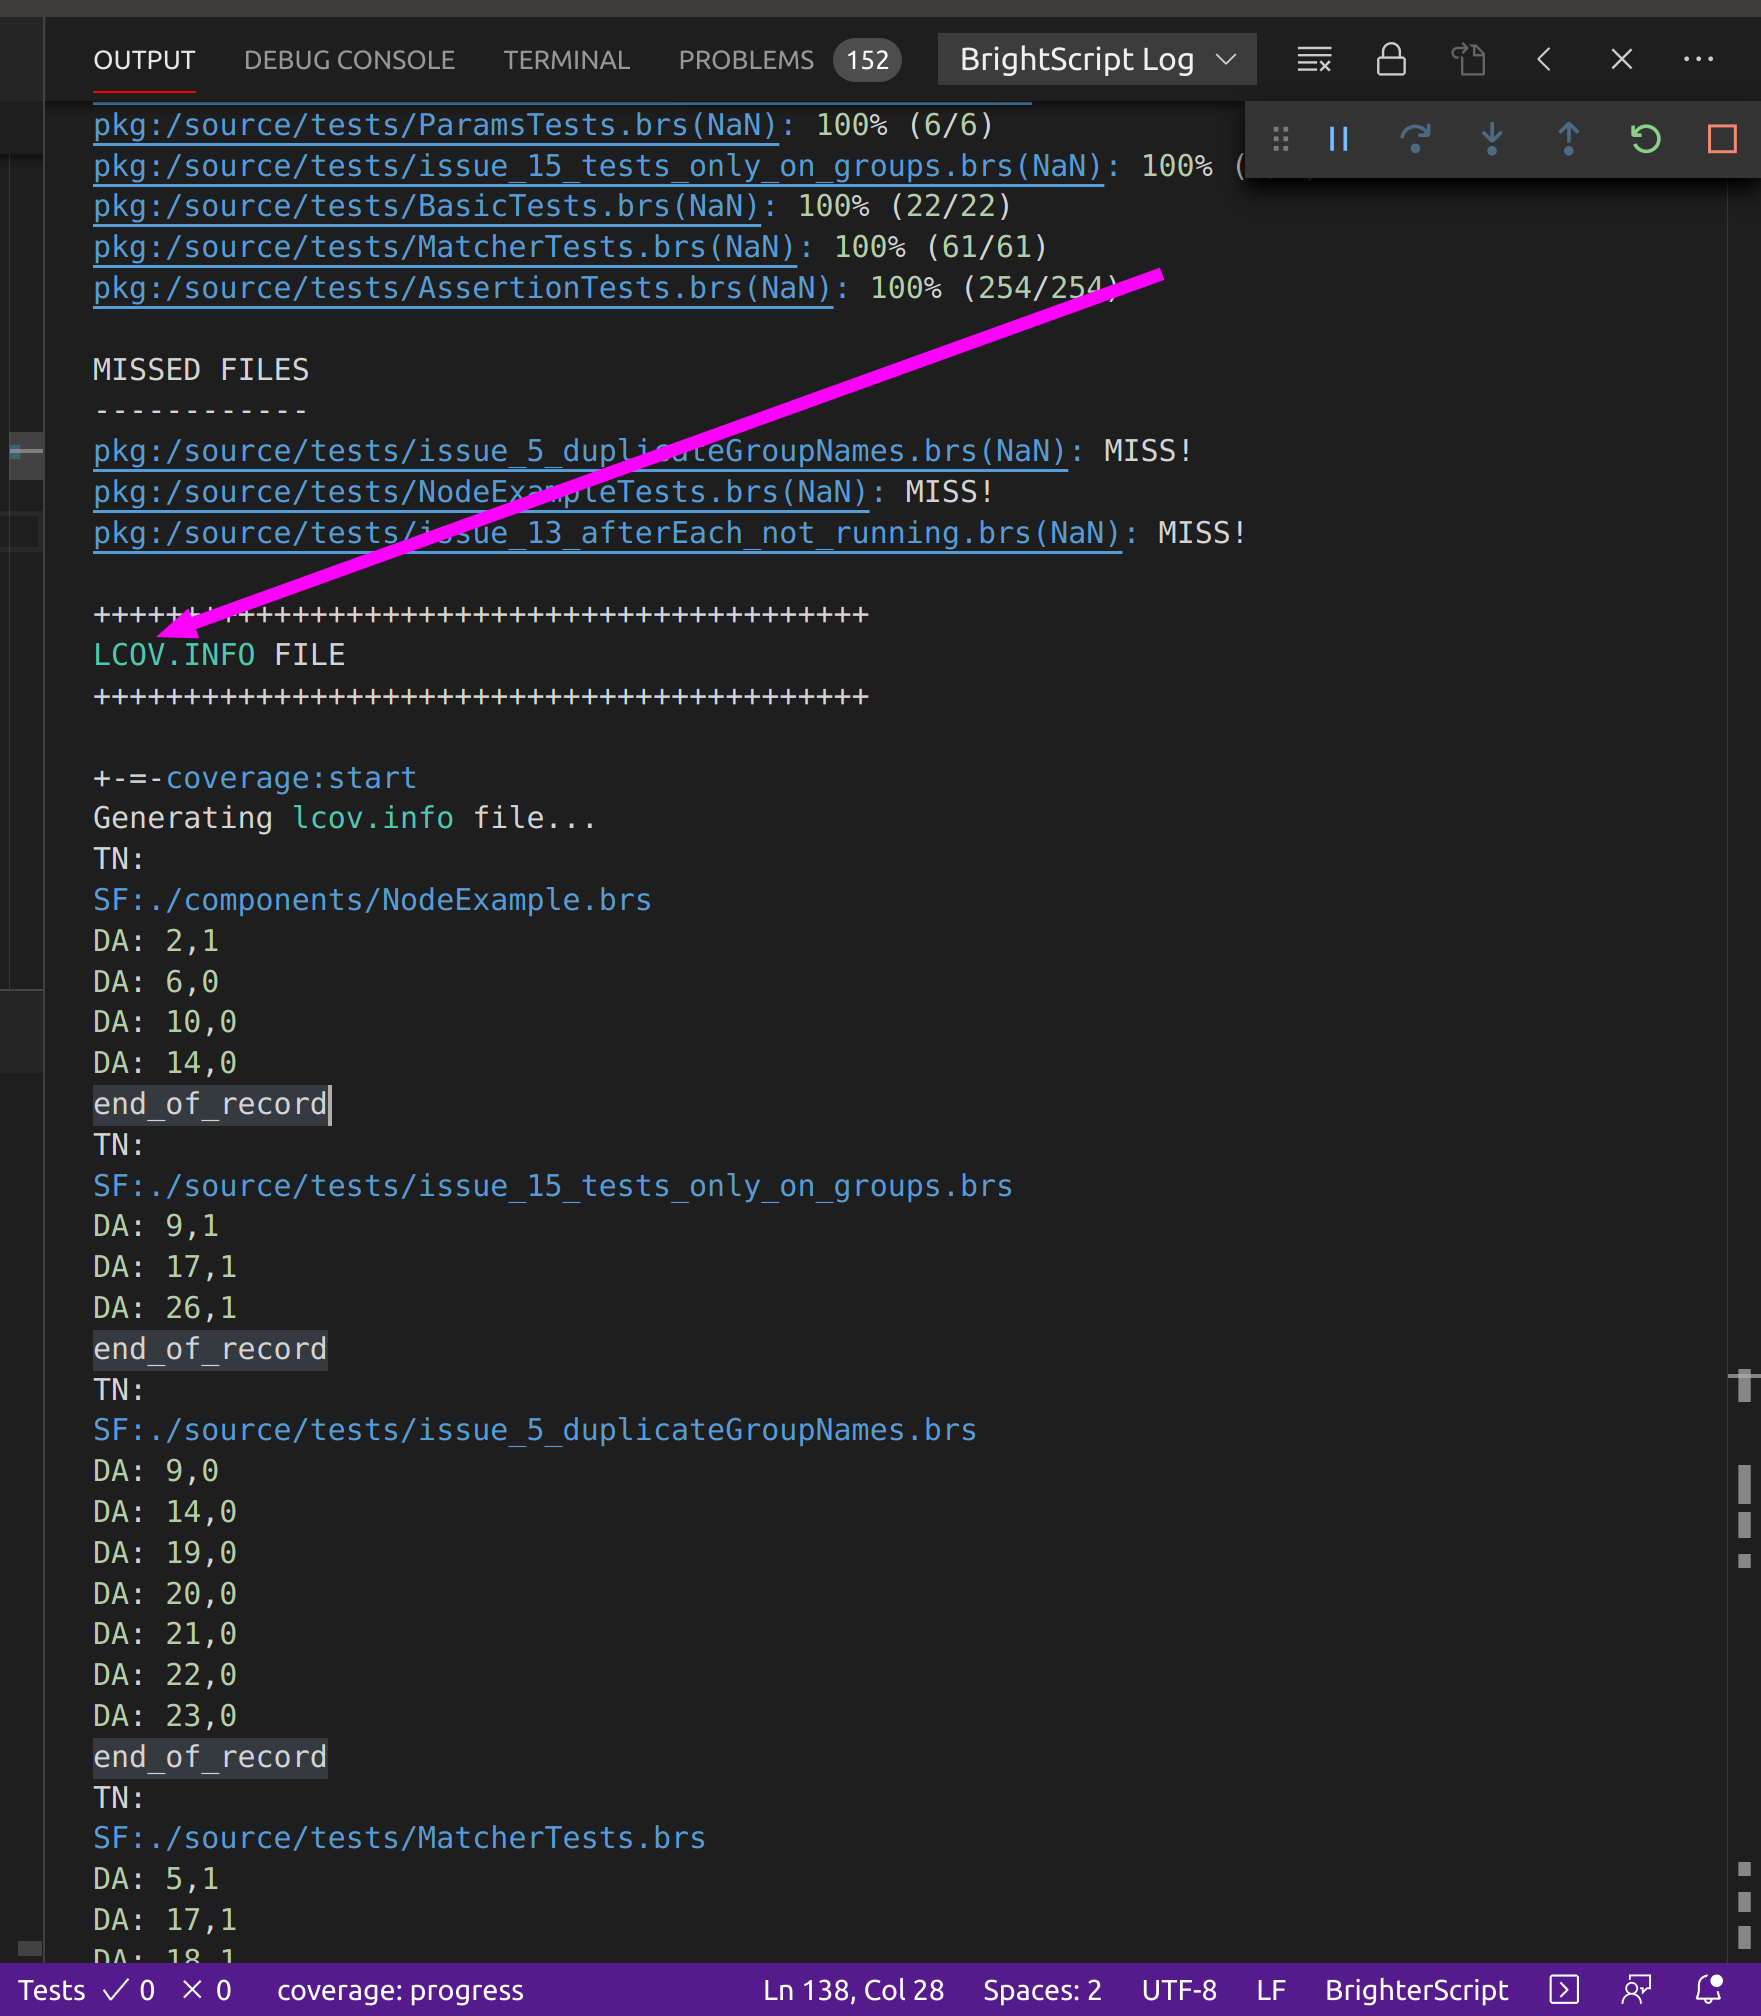 OUTPUT DEBUG CONSOLE TERMINAL PROBLEMS 152 BrightScript Log
pkg:/source/tests/ParamsTests.brs(NaN): 100% (6/6)
pkg:/source/tests/issue_15_tests_only_on_groups.brs(NaN): 100% (
pkg:/source/tests/BasicTests.brs(NaN): 100% (22/22)
pkg:/source/tests/MatcherTests.brs(NaN): 100% (61/61)
pkg:/source/tests/AssertionTests.brs(NaN): 100% (254/254)
MISSED FILES
------------
pkg:/source/tests/issue_5_duplicateGroupNames.brs(NaN): MISS!
pkg:/source/tests/NodeExampleTests.brs(NaN): MISS!
pkg:/source/tests/issue_13_afterEach_not_running.brs(NaN): MISS!
+++++++++++++++++++++++++++++++++++++++++++
LCOV.INFO FILE
+++++++++++++++++++++++++++++++++++++++++++
+-=-coverage:start
Generating lcov.info file...
TN:
SF:./components/NodeExample.brs
DA: 2,1
DA: 6,0
DA: 10,0
DA: 14,0
end_of_record
TN:
SF:./source/tests/issue_15_tests_only_on_groups.brs
DA: 9,1
DA: 17,1
DA: 26,1
end_of_record
TN:
SF:./source/tests/issue_5_duplicateGroupNames.brs
DA: 9,0
DA: 14,0
DA: 19,0
DA: 20,0
DA: 21,0
DA: 22,0
DA: 23,0
end_of_record
TN:
SF:./source/tests/MatcherTests.brs
DA: 5,1
DA: 17,1
DA: 18,1
Tests ✓ 0 × 0 coverage: progress Ln 138, Col 28 Spaces: 2 UTF-8 LF BrighterScript